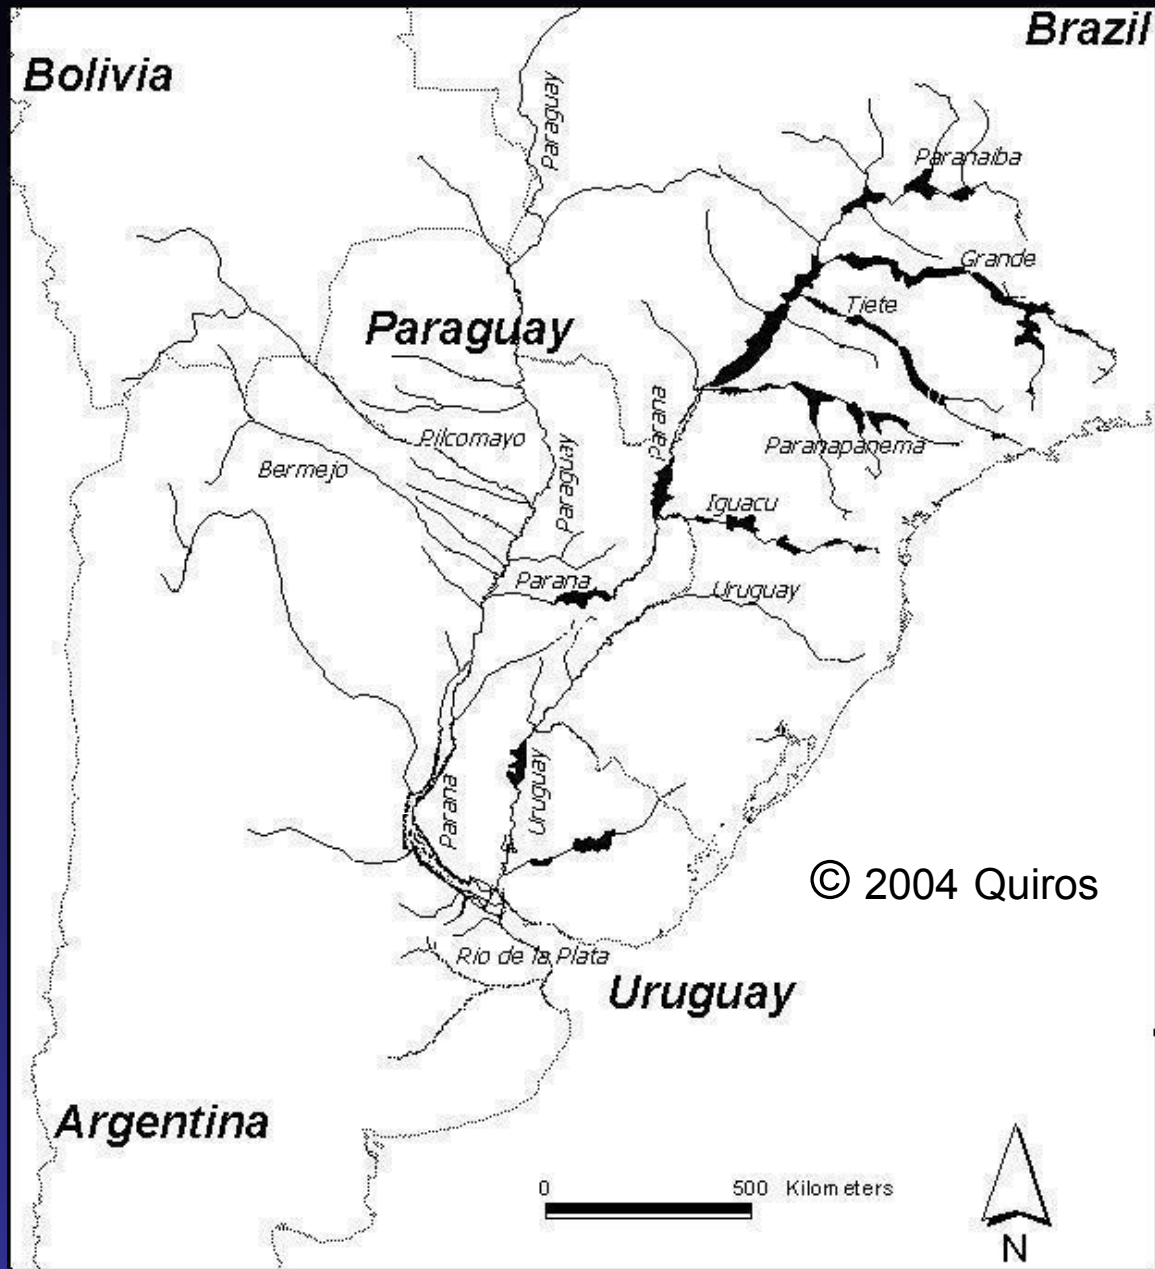 Brazil
Bolivia
Paraguay
Paranaiba
Grande
Tiete
Paraguay
Parana
Pilcomayo
Paranapanema
Bermejo
Paraguay
Iguacu
Parana
Uruguay
Uruguay
Parana
© 2004 Quiros
Rio de la Plata
Uruguay
Argentina
0 500 Kilometers
N